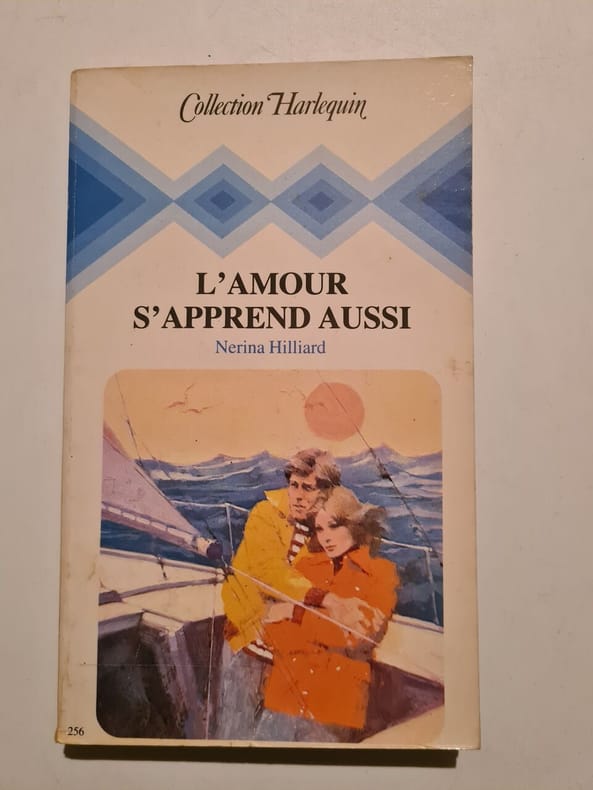 Collection Harlequin
L'AMOUR
S'APPREND AUSSI
Nerina Hilliard
256